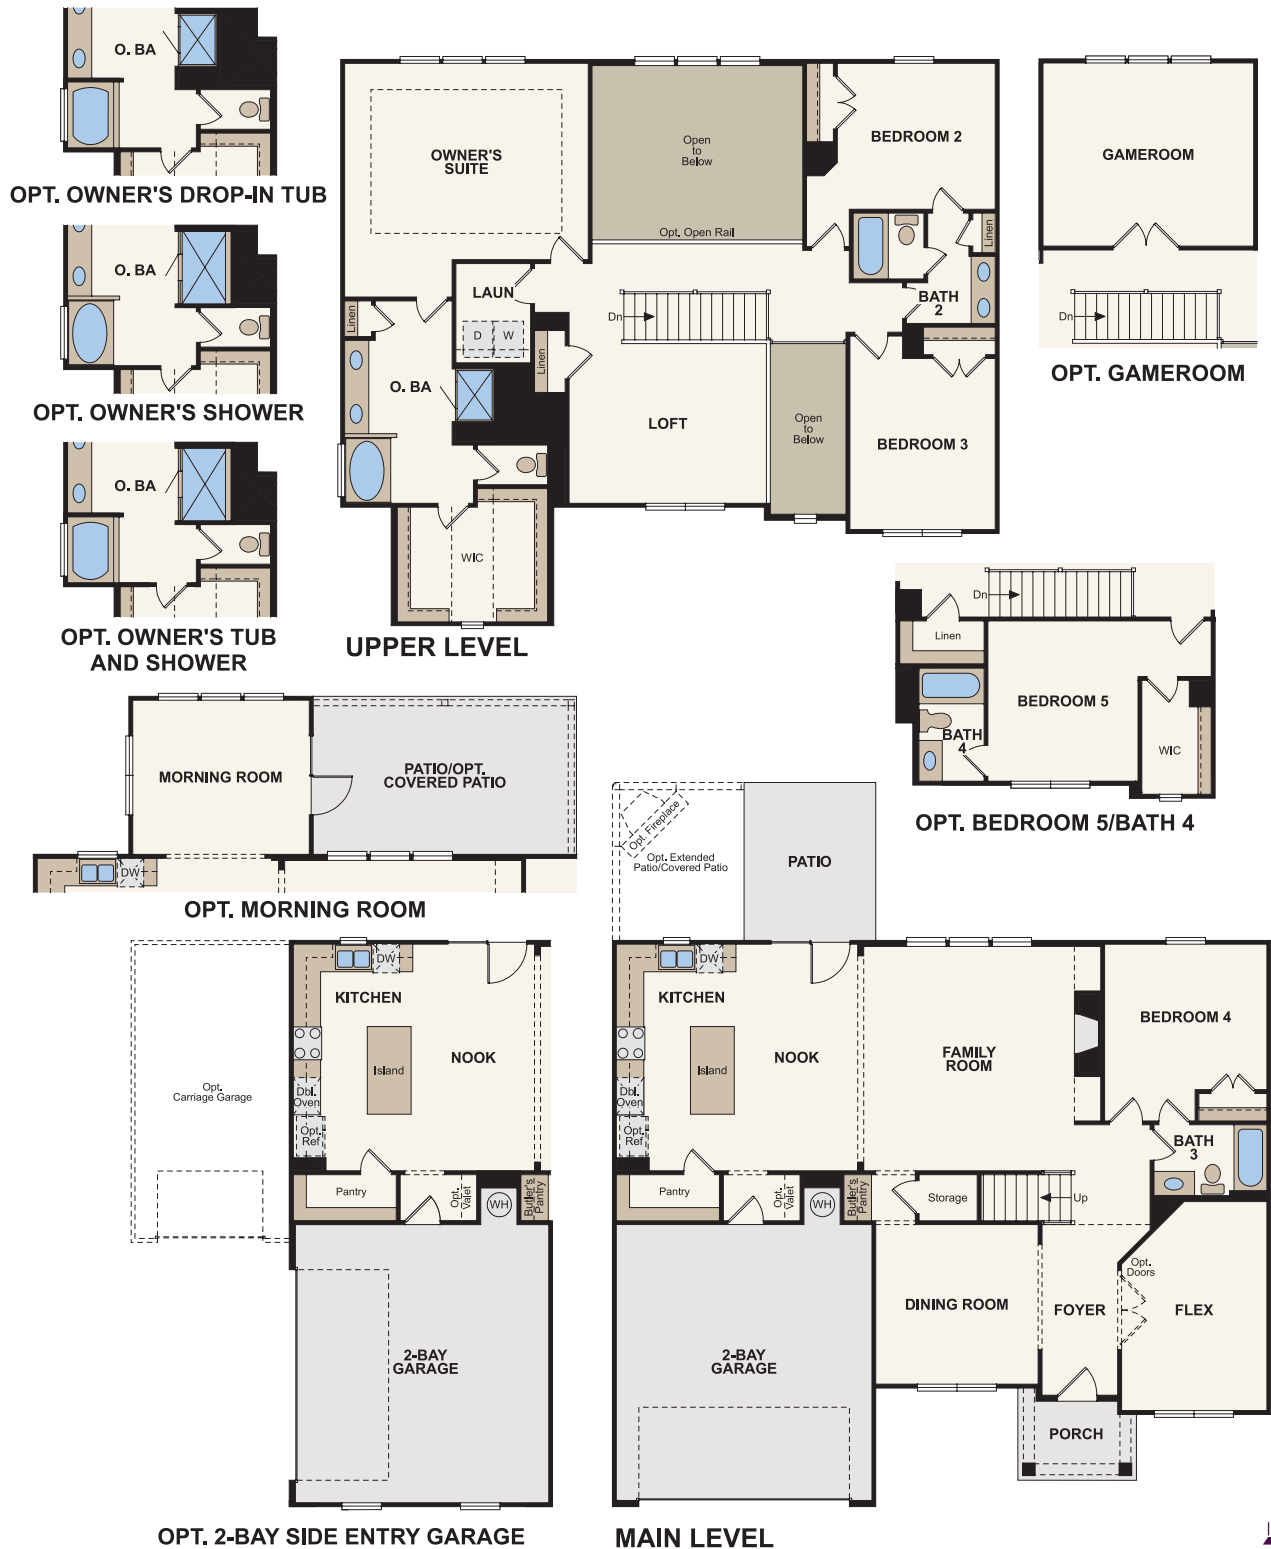 O. BA
OPT. OWNER'S DROP-IN TUB
O. BA
OPT. OWNER'S SHOWER
O. BA
OPT. OWNER'S TUB
AND SHOWER
OWNER'S
SUITE
Open
to
Below
Opt. Open Rail
BEDROOM 2
Linen
BATH
2
LAUN
D
W
Linen
Linen
Dn
O. BA
LOFT
Open
to
Below
BEDROOM 3
WIC
UPPER LEVEL
GAMEROOM
Dn
OPT. GAMEROOM
Dn
Linen
BEDROOM 5
BATH
4
WIC
OPT. BEDROOM 5/BATH 4
MORNING ROOM
PATIO/OPT.
COVERED PATIO
DW
OPT. MORNING ROOM
Opt. Fireplace
Opt. Extended
Patio/Covered Patio
PATIO
DW
KITCHEN
NOOK
Island
Dbl.
Oven
Opt.
Ref
Opt.
Carriage Garage
Pantry
Opt.
Valet
WH
Butler's
Pantry
2-BAY
GARAGE
OPT. 2-BAY SIDE ENTRY GARAGE
DW
KITCHEN
NOOK
Island
Dbl.
Oven
Opt.
Ref
FAMILY
ROOM
BEDROOM 4
BATH
3
Pantry
Opt.
Valet
WH
Butler's
Pantry
Storage
Up
Opt.
Doors
DINING ROOM
FOYER
FLEX
2-BAY
GARAGE
PORCH
MAIN LEVEL